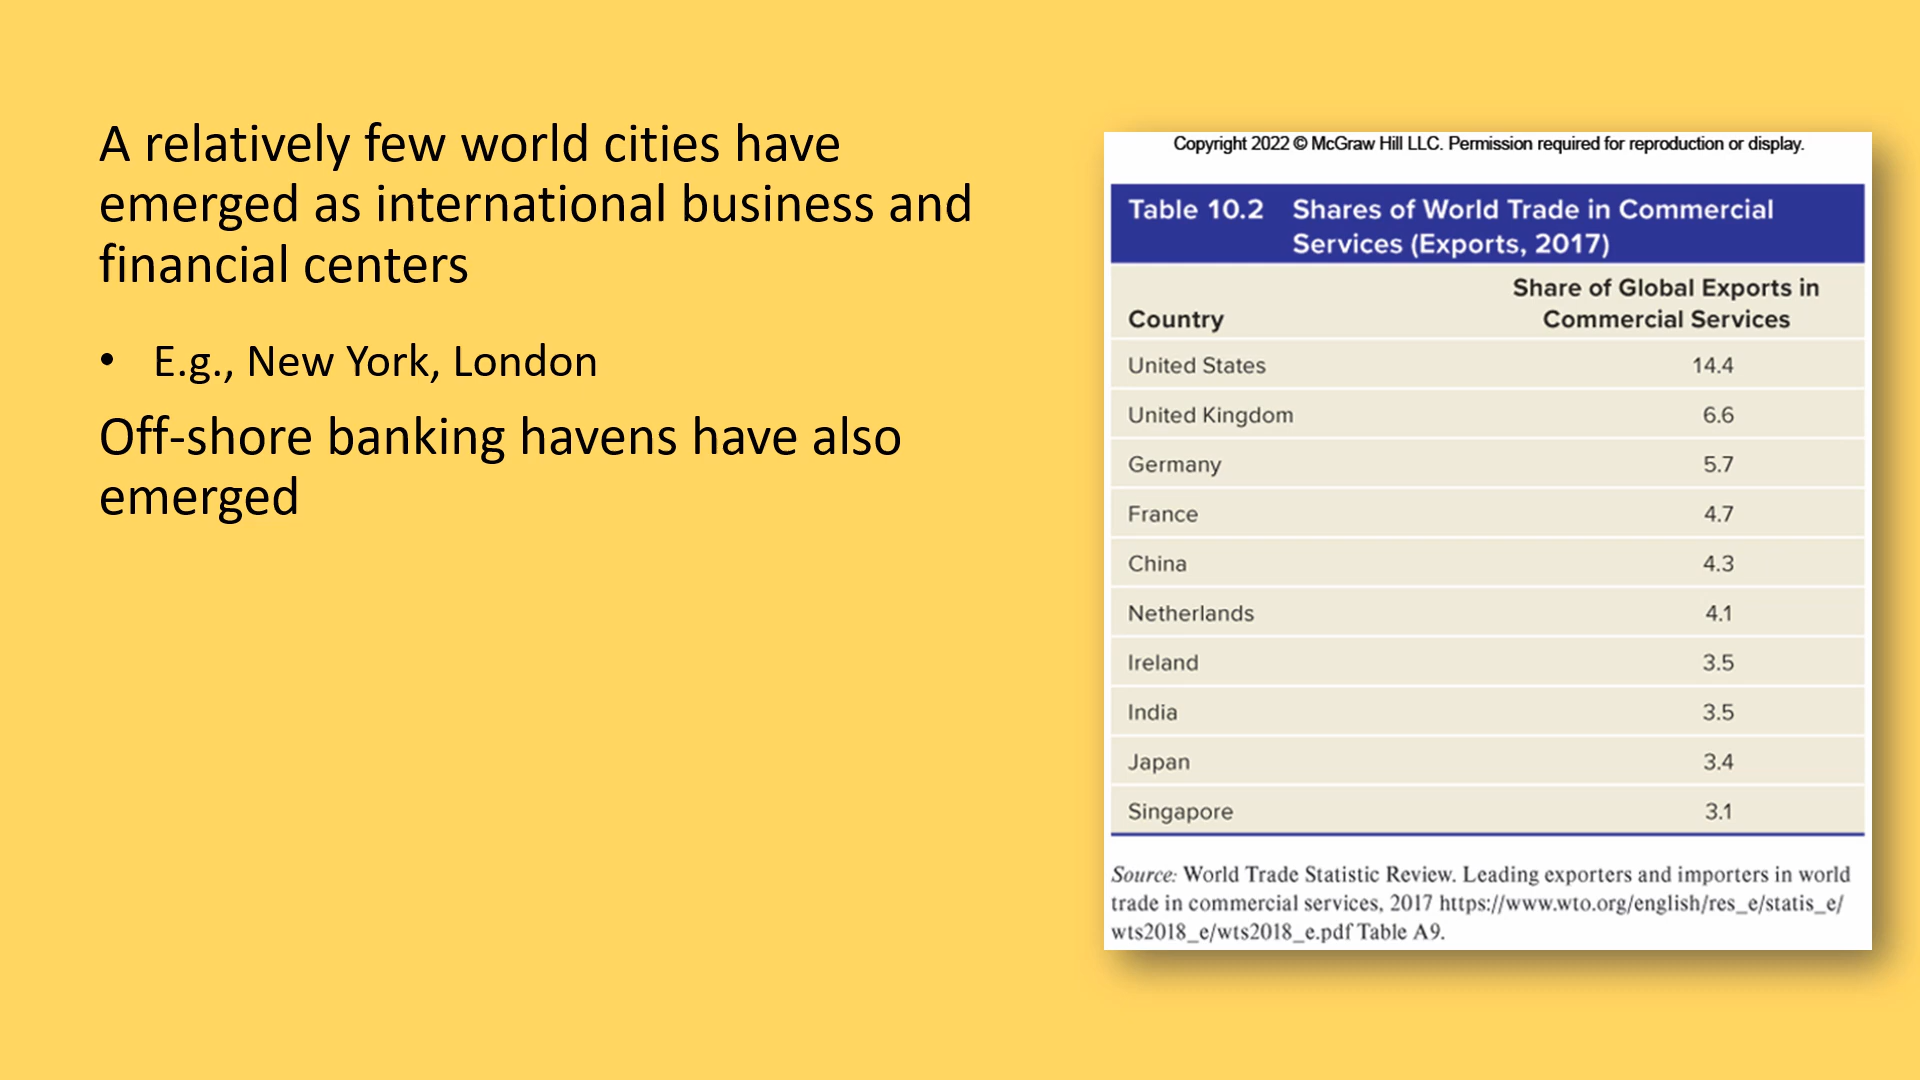 A relatively few world cities have
emerged as international business and
financial centers
• E.g., New York, London
Off-shore banking havens have also
emerged
Copyright 2022 © McGraw Hill LLC. Permission required for reproduction or display.
Table 10.2 Shares of World Trade in Commercial
Services (Exports, 2017)
Share of Global Exports in
Country Commercial Services
United States 14.4
United Kingdom 6.6
Germany 5.7
France 4.7
China 4.3
Netherlands 4.1
Ireland 3.5
India 3.5
Japan 3.4
Singapore 3.1
Source: World Trade Statistic Review. Leading exporters and importers in world
trade in commercial services, 2017 https://www.wto.org/english/res_e/statis_e/
wts2018_e/wts2018_e.pdf Table A9.